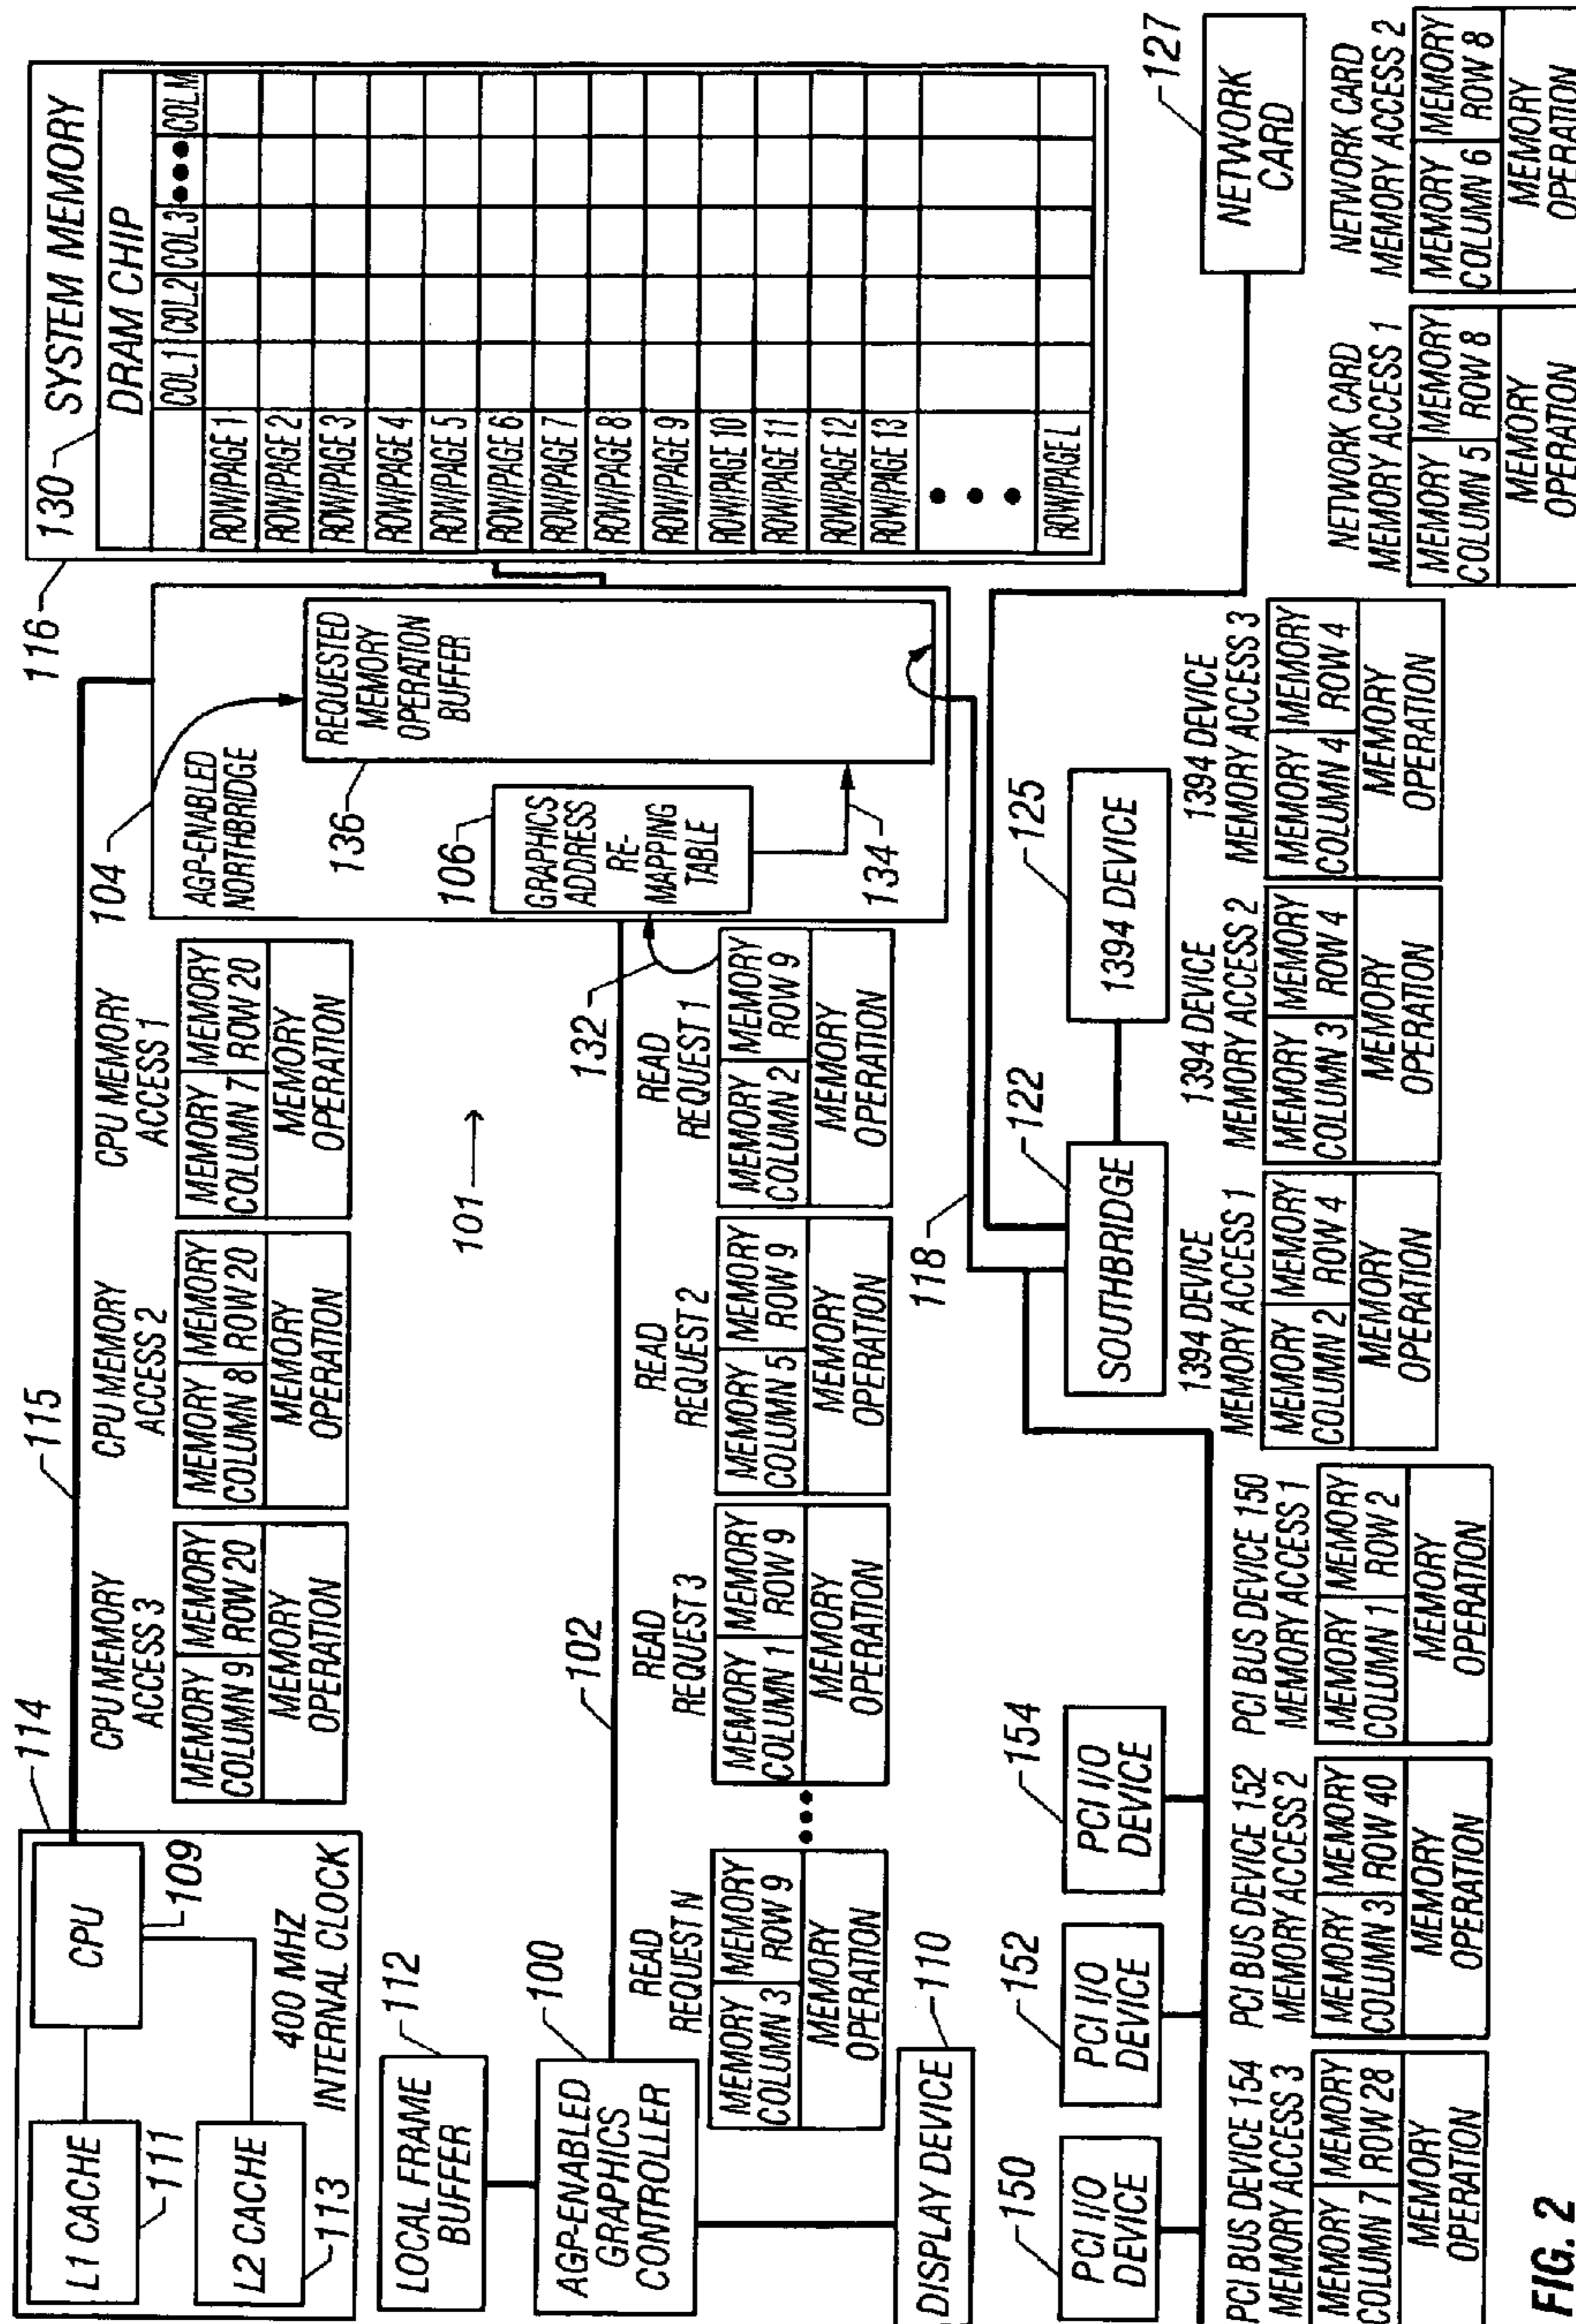 114
L1 CACHE
111
CPU
109
L2 CACHE
113
400 MHZ
INTERNAL CLOCK
115
CPU MEMORY
ACCESS 3
MEMORY
COLUMN 9
MEMORY
ROW 20
MEMORY
OPERATION
CPU MEMORY
ACCESS 2
MEMORY
COLUMN 8
MEMORY
ROW 20
MEMORY
OPERATION
CPU MEMORY
ACCESS 1
MEMORY
COLUMN 7
MEMORY
ROW 20
MEMORY
OPERATION
101
LOCAL FRAME
BUFFER
112
AGP-ENABLED
GRAPHICS
CONTROLLER
100
102
READ
REQUEST N
MEMORY
COLUMN 3
MEMORY
ROW 9
MEMORY
OPERATION
READ
REQUEST 3
MEMORY
COLUMN 1
MEMORY
ROW 9
MEMORY
OPERATION
READ
REQUEST 2
MEMORY
COLUMN 5
MEMORY
ROW 9
MEMORY
OPERATION
READ
REQUEST 1
MEMORY
COLUMN 2
MEMORY
ROW 9
MEMORY
OPERATION
132
DISPLAY DEVICE
110
104
AGP-ENABLED
NORTHBRIDGE
136
REQUESTED
MEMORY
OPERATION
BUFFER
106
GRAPHICS
ADDRESS
RE-
MAPPING
TABLE
134
116
130
SYSTEM MEMORY
DRAM CHIP
COL.1 COL2 COL3 ●●● COLM
ROW/PAGE 1
ROW/PAGE 2
ROW/PAGE 3
ROW/PAGE 4
ROW/PAGE 5
ROW/PAGE 6
ROW/PAGE 7
ROW/PAGE 8
ROW/PAGE 9
ROW/PAGE 10
ROW/PAGE 11
ROW/PAGE 12
ROW/PAGE 13
ROW/PAGE L
118
PCI I/O
DEVICE
150
PCI I/O
DEVICE
152
PCI I/O
DEVICE
154
SOUTHBRIDGE
122
1394 DEVICE
125
NETWORK
CARD
127
PCI BUS DEVICE 154
MEMORY ACCESS 3
MEMORY
COLUMN 7
MEMORY
ROW 28
MEMORY
OPERATION
PCI BUS DEVICE 152
MEMORY ACCESS 2
MEMORY
COLUMN 3
MEMORY
ROW 40
MEMORY
OPERATION
PCI BUS DEVICE 150
MEMORY ACCESS 1
MEMORY
COLUMN 1
MEMORY
ROW 2
MEMORY
OPERATION
1394 DEVICE
MEMORY ACCESS 1
MEMORY
COLUMN 2
MEMORY
ROW 4
MEMORY
OPERATION
1394 DEVICE
MEMORY ACCESS 2
MEMORY
COLUMN 3
MEMORY
ROW 4
MEMORY
OPERATION
1394 DEVICE
MEMORY ACCESS 3
MEMORY
COLUMN 4
MEMORY
ROW 4
MEMORY
OPERATION
NETWORK CARD
MEMORY ACCESS 1
MEMORY
COLUMN 5
MEMORY
ROW 8
MEMORY
OPERATION
NETWORK CARD
MEMORY ACCESS 2
MEMORY
COLUMN 6
MEMORY
ROW 8
MEMORY
OPERATION
FIG. 2